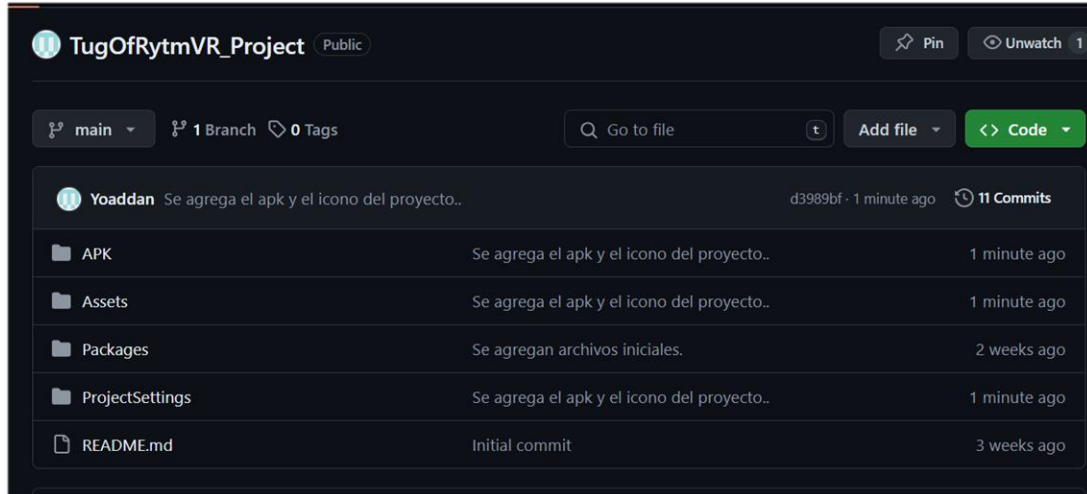 TugOfRytmVR_Project Public Pin Unwatch 1
main 1 Branch 0 Tags Go to file t Add file <> Code
Yoaddan Se agrega el apk y el icono del proyecto.. d3989bf · 1 minute ago 11 Commits
APK Se agrega el apk y el icono del proyecto.. 1 minute ago
Assets Se agrega el apk y el icono del proyecto.. 1 minute ago
Packages Se agregan archivos iniciales. 2 weeks ago
ProjectSettings Se agrega el apk y el icono del proyecto.. 1 minute ago
README.md Initial commit 3 weeks ago